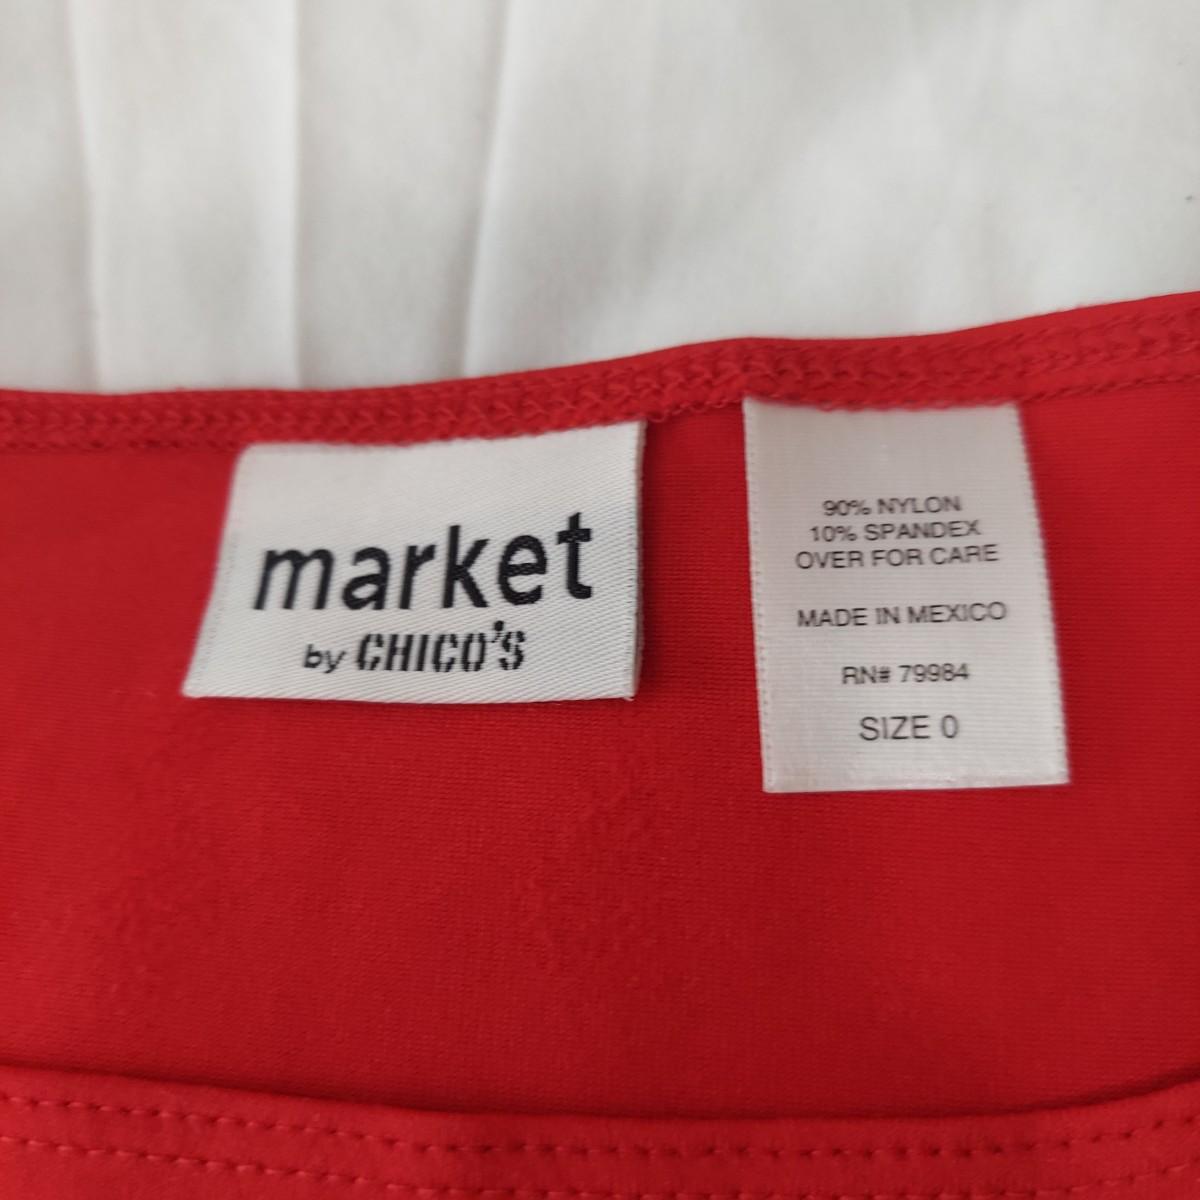 market
by CHICO'S
90% NYLON
10% SPANDEX
OVER FOR CARE
MADE IN MEXICO
RN# 79984
SIZE 0